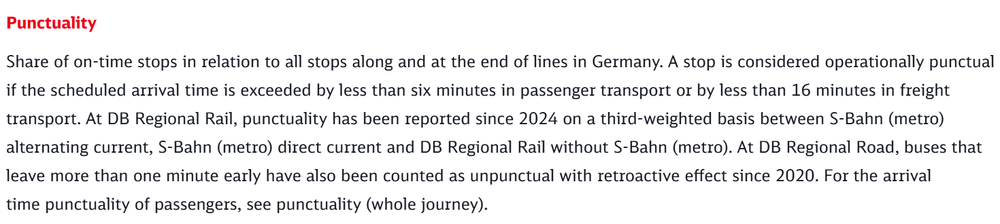 Punctuality
Share of on-time stops in relation to all stops along and at the end of lines in Germany. A stop is considered operationally punctual
if the scheduled arrival time is exceeded by less than six minutes in passenger transport or by less than 16 minutes in freight
transport. At DB Regional Rail, punctuality has been reported since 2024 on a third-weighted basis between S-Bahn (metro)
alternating current, S-Bahn (metro) direct current and DB Regional Rail without S-Bahn (metro). At DB Regional Road, buses that
leave more than one minute early have also been counted as unpunctual with retroactive effect since 2020. For the arrival
time punctuality of passengers, see punctuality (whole journey).